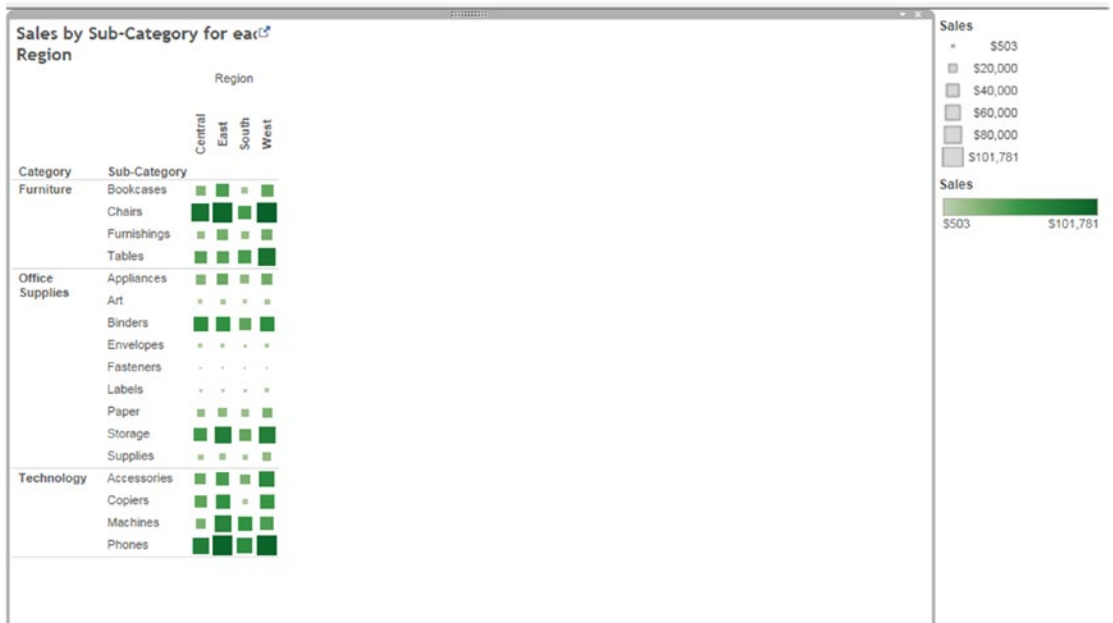 Sales by Sub-Category for eac
Region
Region
Central
East
South
West
Category Sub-Category
Furniture Bookcases
Chairs
Furnishings
Tables
Office
Supplies
Appliances
Art
Binders
Envelopes
Fasteners
Labels
Paper
Storage
Supplies
Technology Accessories
Copiers
Machines
Phones
Sales
$503
$20,000
$40,000
$60,000
$80,000
$101,781
Sales
$503 $101,781